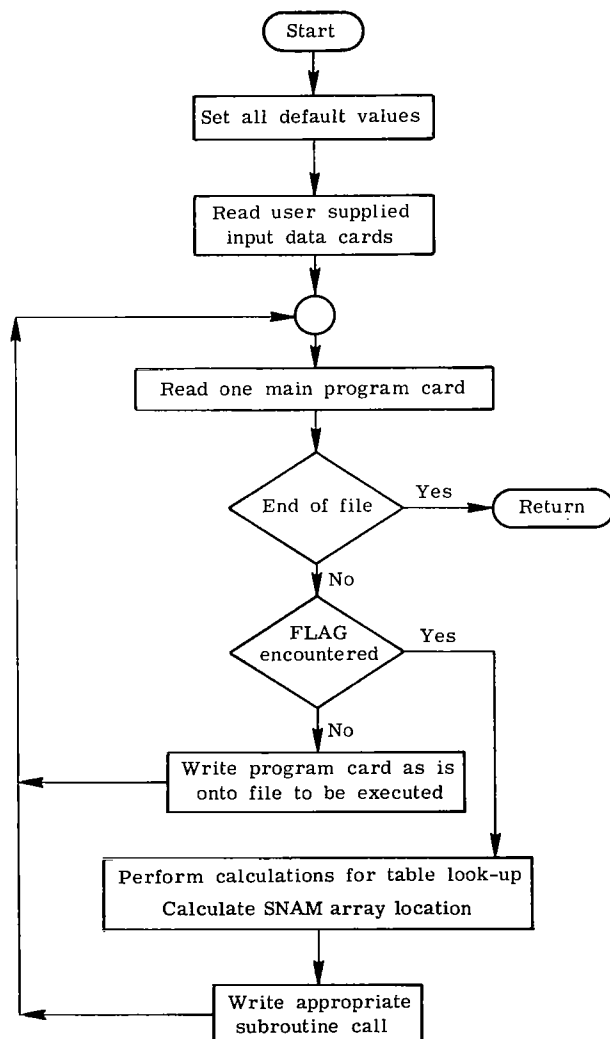 Start
Set all default values
Read user supplied
input data cards
Read one main program card
End of file
Yes
Return
No
FLAG
encountered
Yes
No
Write program card as is
onto file to be executed
Perform calculations for table look-up
Calculate SNAM array location
Write appropriate
subroutine call